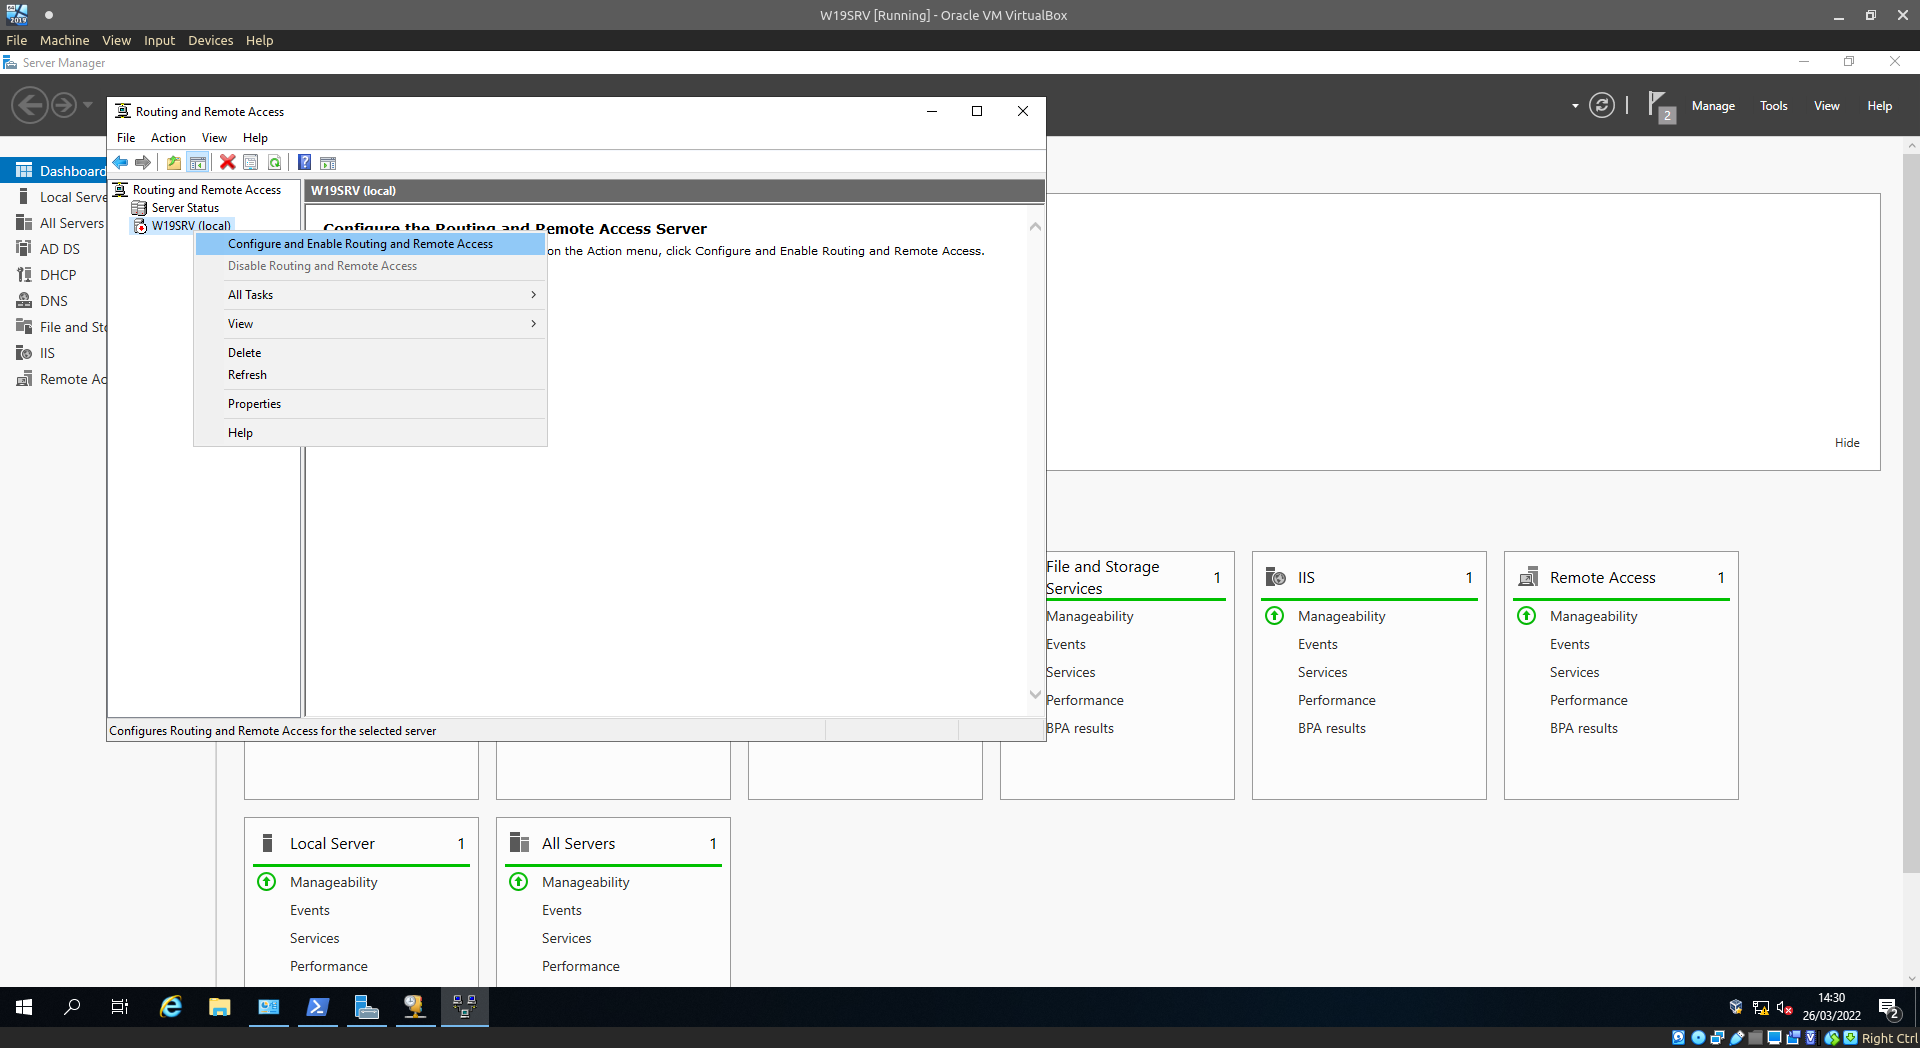 W19SRV [Running] - Oracle VM VirtualBox
File Machine View Input Devices Help
Server Manager
2 Manage Tools View Help
Routing and Remote Access
File Action View Help
Routing and Remote Access
Server Status
W19SRV (local)
W19SRV (local)
Configure the Routing and Remote Access Server
on the Action menu, click Configure and Enable Routing and Remote Access.
Configure and Enable Routing and Remote Access
Disable Routing and Remote Access
All Tasks
View
Delete
Refresh
Properties
Help
Configures Routing and Remote Access for the selected server
Dashboard
Local Serve
All Servers
AD DS
DHCP
DNS
File and Sto
IIS
Remote Ac
Hide
File and Storage
Services 1
Manageability
Events
Services
Performance
BPA results
IIS 1
Manageability
Events
Services
Performance
BPA results
Remote Access 1
Manageability
Events
Services
Performance
BPA results
Local Server 1
Manageability
Events
Services
Performance
All Servers 1
Manageability
Events
Services
Performance
14:30
26/03/2022
2
Right Ctrl